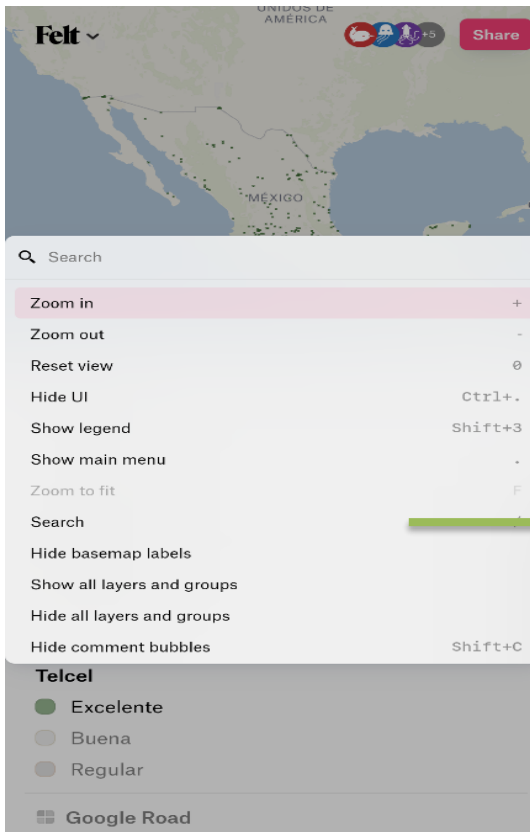 UNIDOS DE
AMÉRICA
Felt
+5
Share
MÉXICO
Search
Zoom in +
Zoom out -
Reset view 0
Hide UI Ctrl+.
Show legend Shift+3
Show main menu .
Zoom to fit F
Search
Hide basemap labels
Show all layers and groups
Hide all layers and groups
Hide comment bubbles Shift+C
Telcel
Excelente
Buena
Regular
Google Road